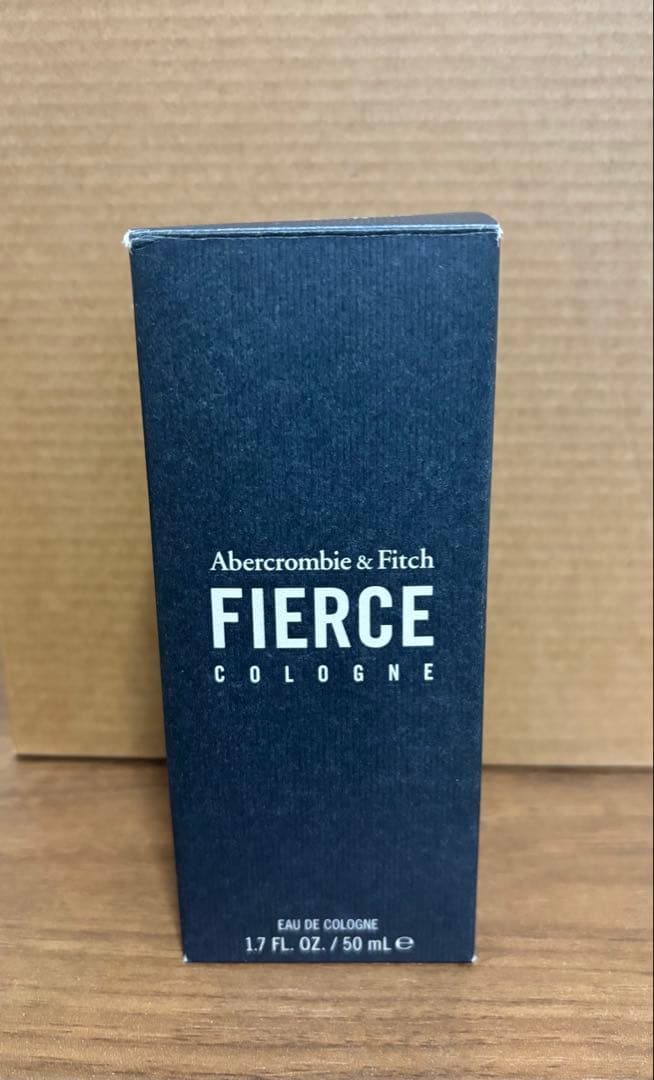 Abercrombie & Fitch
FIERCE
COLOGNE
EAU DE COLOGNE
1.7 FL. OZ. / 50 mL ℮